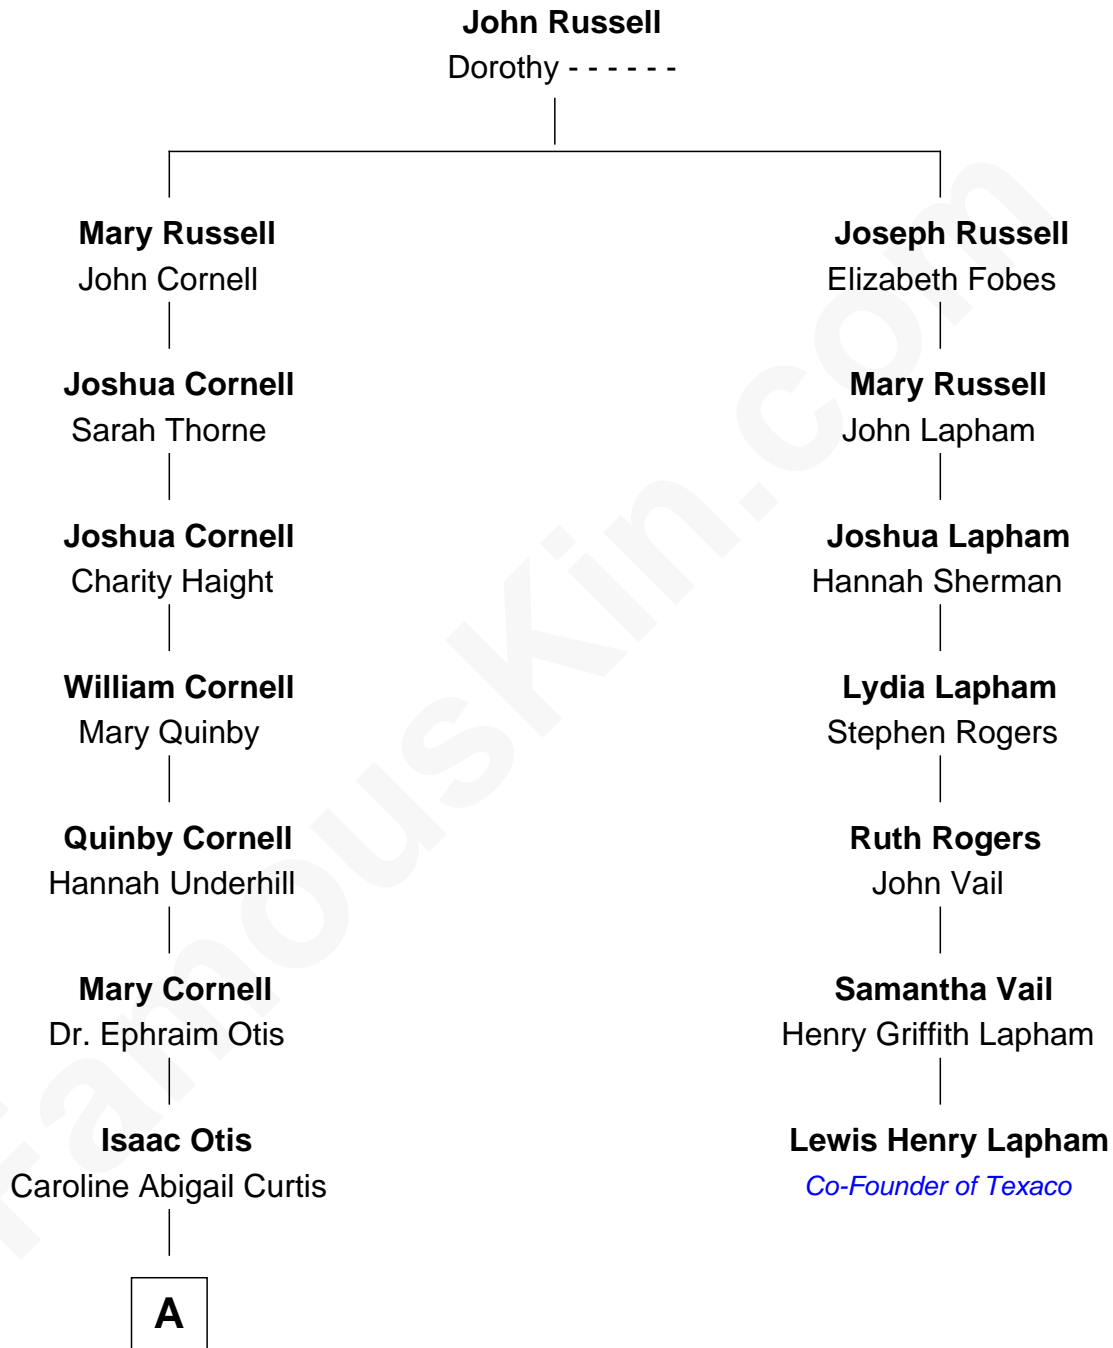 John Russell
Dorothy - - - - - -
Mary Russell
John Cornell
Joseph Russell
Elizabeth Fobes
Joshua Cornell
Sarah Thorne
Mary Russell
John Lapham
Joshua Cornell
Charity Haight
Joshua Lapham
Hannah Sherman
William Cornell
Mary Quinby
Lydia Lapham
Stephen Rogers
Quinby Cornell
Hannah Underhill
Ruth Rogers
John Vail
Mary Cornell
Dr. Ephraim Otis
Samantha Vail
Henry Griffith Lapham
Isaac Otis
Caroline Abigail Curtis
Lewis Henry Lapham
Co-Founder of Texaco
A
FamousKin.com